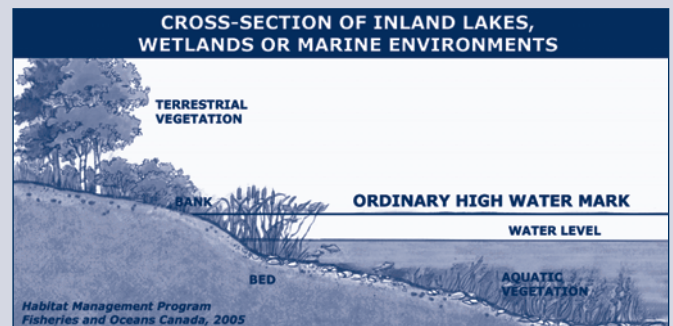 CROSS-SECTION OF INLAND LAKES,
WETLANDS OR MARINE ENVIRONMENTS
TERRESTRIAL
VEGETATION
BANK
ORDINARY HIGH WATER MARK
WATER LEVEL
BED
AQUATIC
VEGETATION
Habitat Management Program
Fisheries and Oceans Canada, 2005